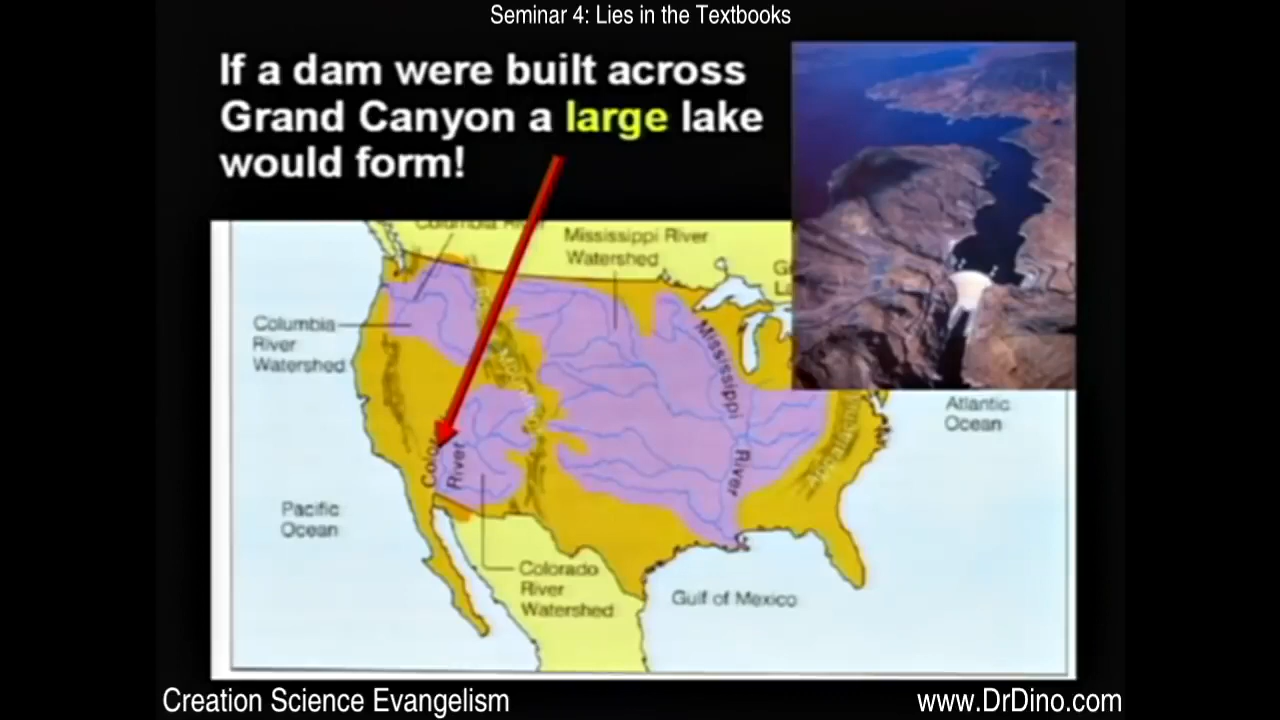 Seminar 4: Lies in the Textbooks
If a dam were built across
Grand Canyon a large lake
would form!
Mississippi River
Watershed
Columbia
River
Watershed
Mississippi
River
River
Atlantic
Ocean
Pacific
Ocean
Colorado
River
Watershed
Gulf of Mexico
Creation Science Evangelism
www.DrDino.com